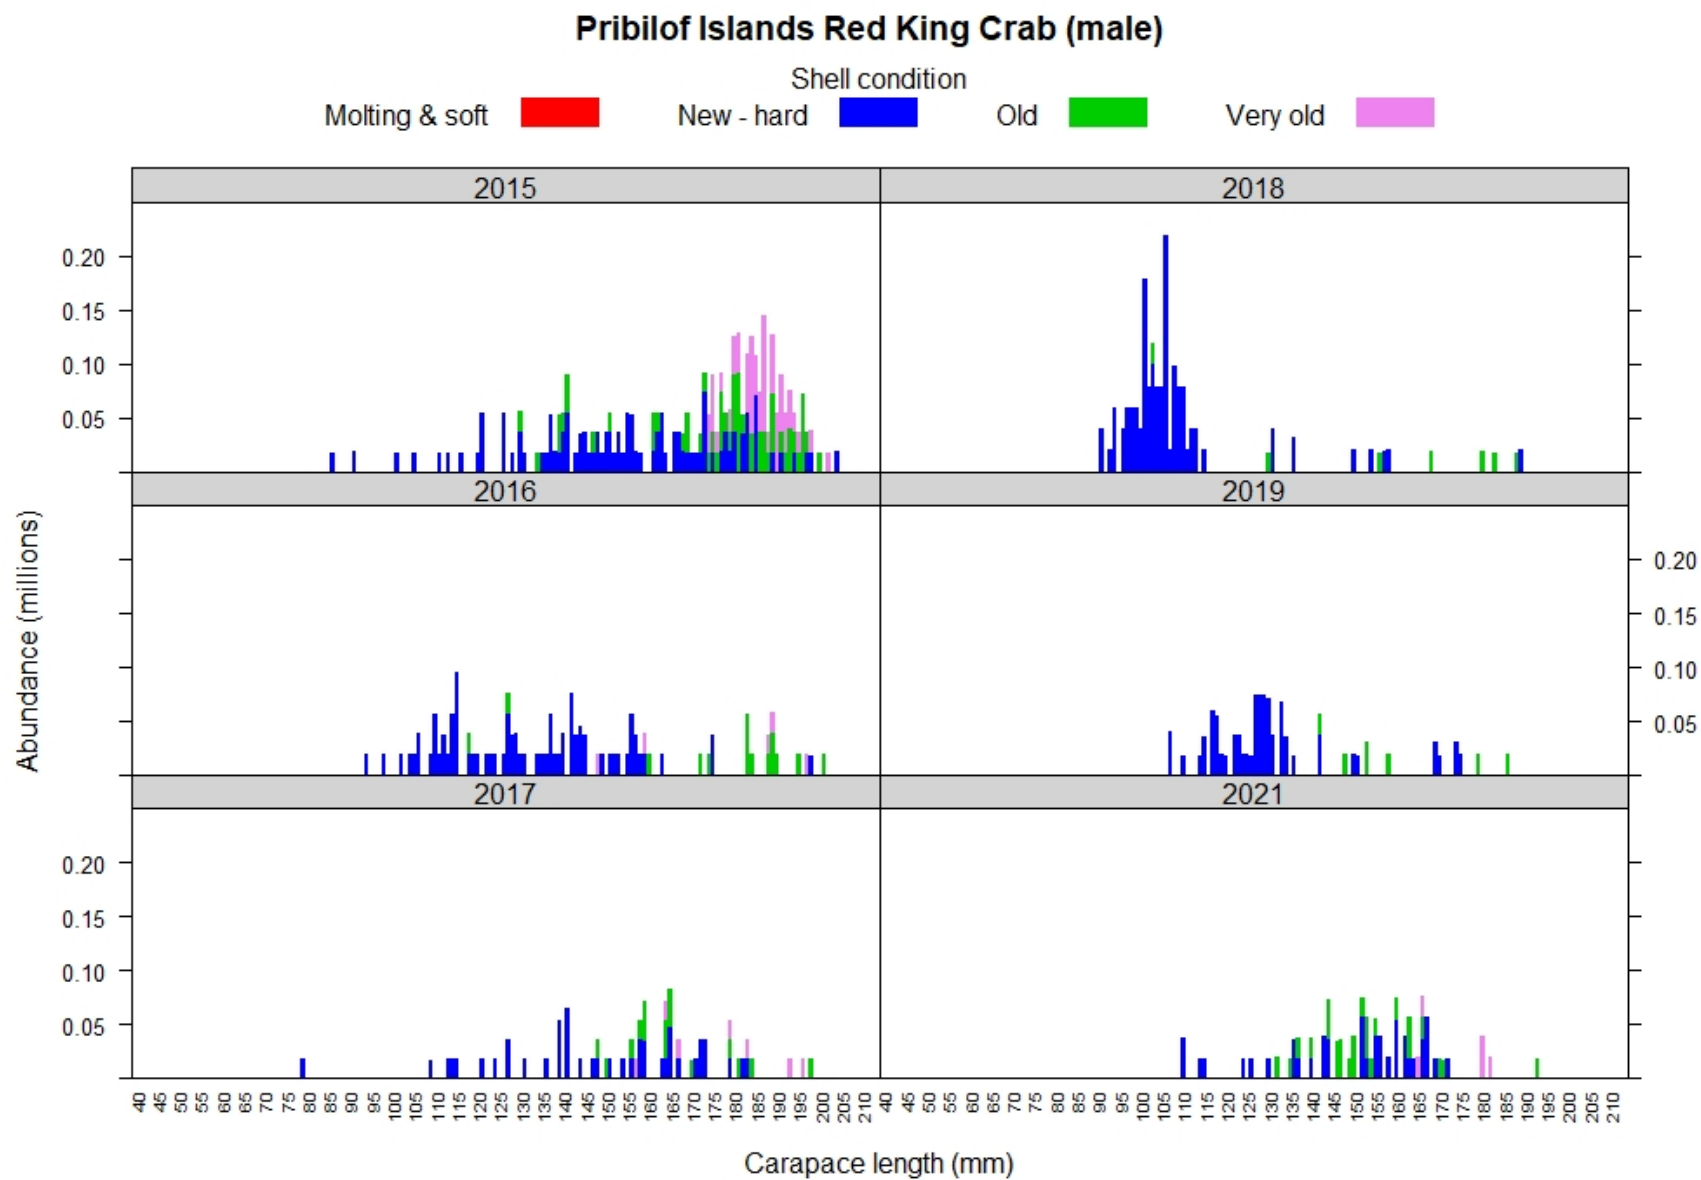 Pribilof Islands Red King Crab (male)
Shell condition
Molting & soft New - hard Old Very old
2015 2018
0.20
0.15
0.10
0.05
2016 2019
0.20
0.15
0.10
0.05
2017 2021
0.20
0.15
0.10
0.05
40 45 50 55 60 65 70 75 80 85 90 95 100 105 110 115 120 125 130 135 140 145 150 155 160 165 170 175 180 185 190 195 200 205 210 40 45 50 55 60 65 70 75 80 85 90 95 100 105 110 115 120 125 130 135 140 145 150 155 160 165 170 175 180 185 190 195 200 205 210
Abundance (millions)
Carapace length (mm)